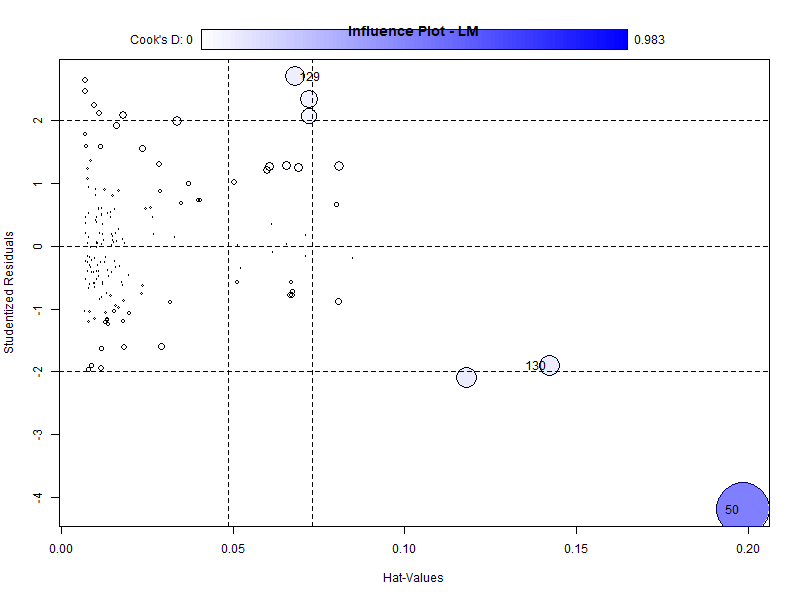 Influence Plot - LM
Cook's D: 0
0.983
129
2
1
0
-1
-2
-3
-4
130
50
Studentized Residuals
0.00 0.05 0.10 0.15 0.20
Hat-Values